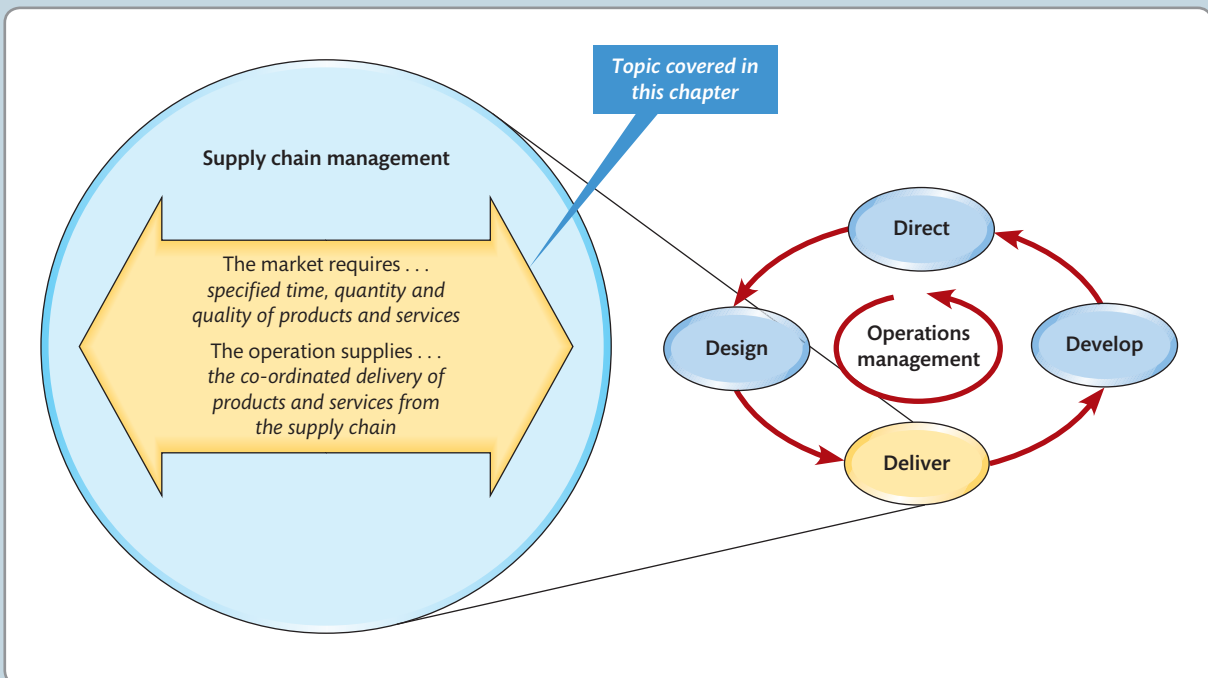 Topic covered in
this chapter
Supply chain management
The market requires . . .
specified time, quantity and
quality of products and services
The operation supplies . . .
the co-ordinated delivery of
products and services from
the supply chain
Direct
Design
Operations
management
Develop
Deliver